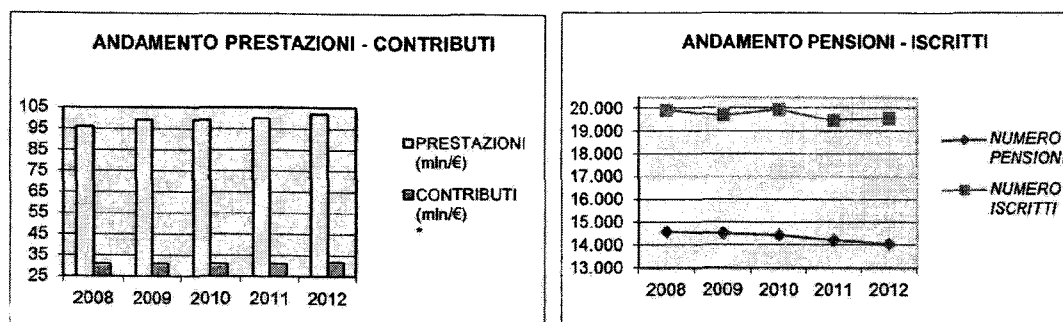 ANDAMENTO PRESTAZIONI - CONTRIBUTI
105
95
85
75
65
55
45
35
25
2008 2009 2010 2011 2012
PRESTAZIONI
(mln/€)
CONTRIBUTI
(mln/€)
*
ANDAMENTO PENSIONI - ISCRITTI
20.000
19.000
18.000
17.000
16.000
15.000
14.000
13.000
2008 2009 2010 2011 2012
NUMERO
PENSIONI
NUMERO
ISCRITTI